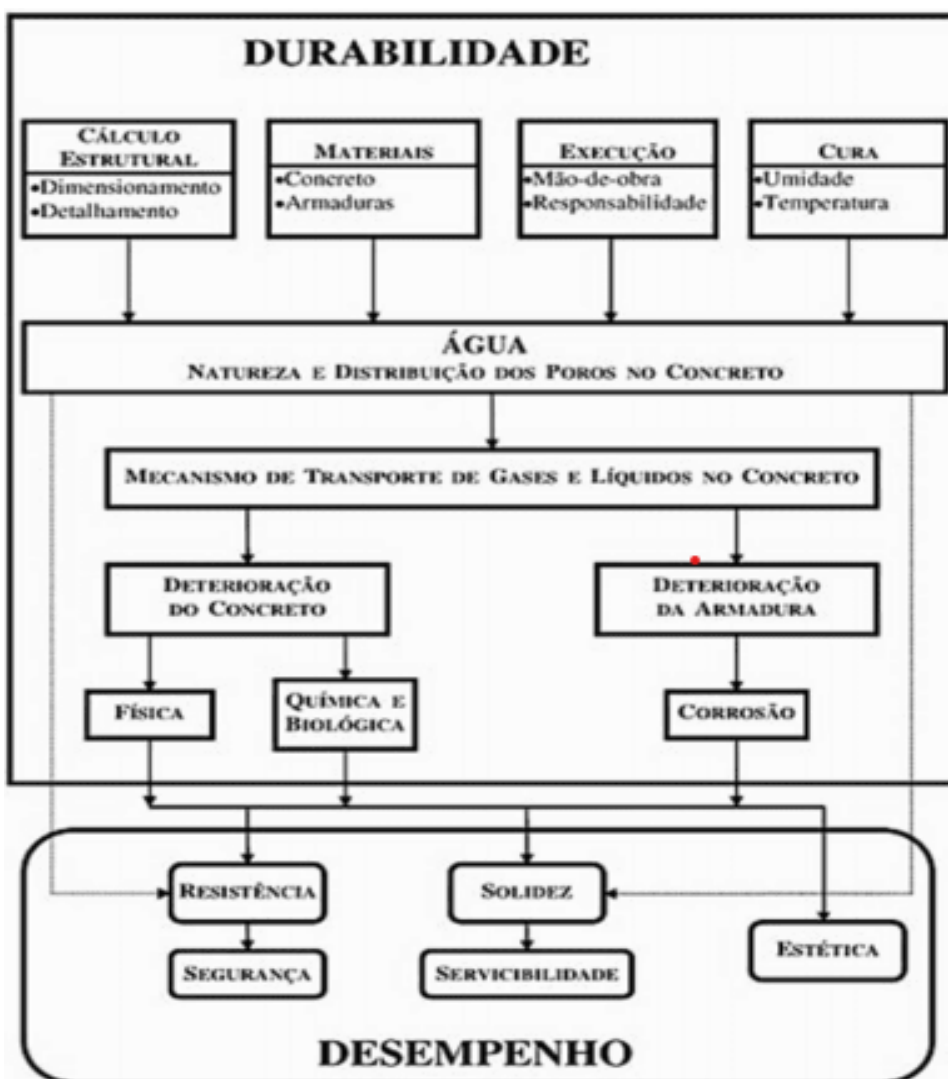 DURABILIDADE
CÁLCULO
ESTRUTURAL
•Dimensionamento
•Detalhamento
MATERIAIS
•Concreto
•Armaduras
EXECUÇÃO
•Mão-de-obra
•Responsabilidade
CURA
•Umidade
•Temperatura
ÁGUA
NATUREZA E DISTRIBUIÇÃO DOS POROS NO CONCRETO
MECANISMO DE TRANSPORTE DE GASES E LÍQUIDOS NO CONCRETO
DETERIORAÇÃO
DO CONCRETO
DETERIORAÇÃO
DA ARMADURA
FÍSICA
QUÍMICA E
BIOLÓGICA
CORROSÃO
RESISTÊNCIA
SOLIDEZ
ESTÉTICA
SEGURANÇA
SERVICIBILIDADE
DESEMPENHO